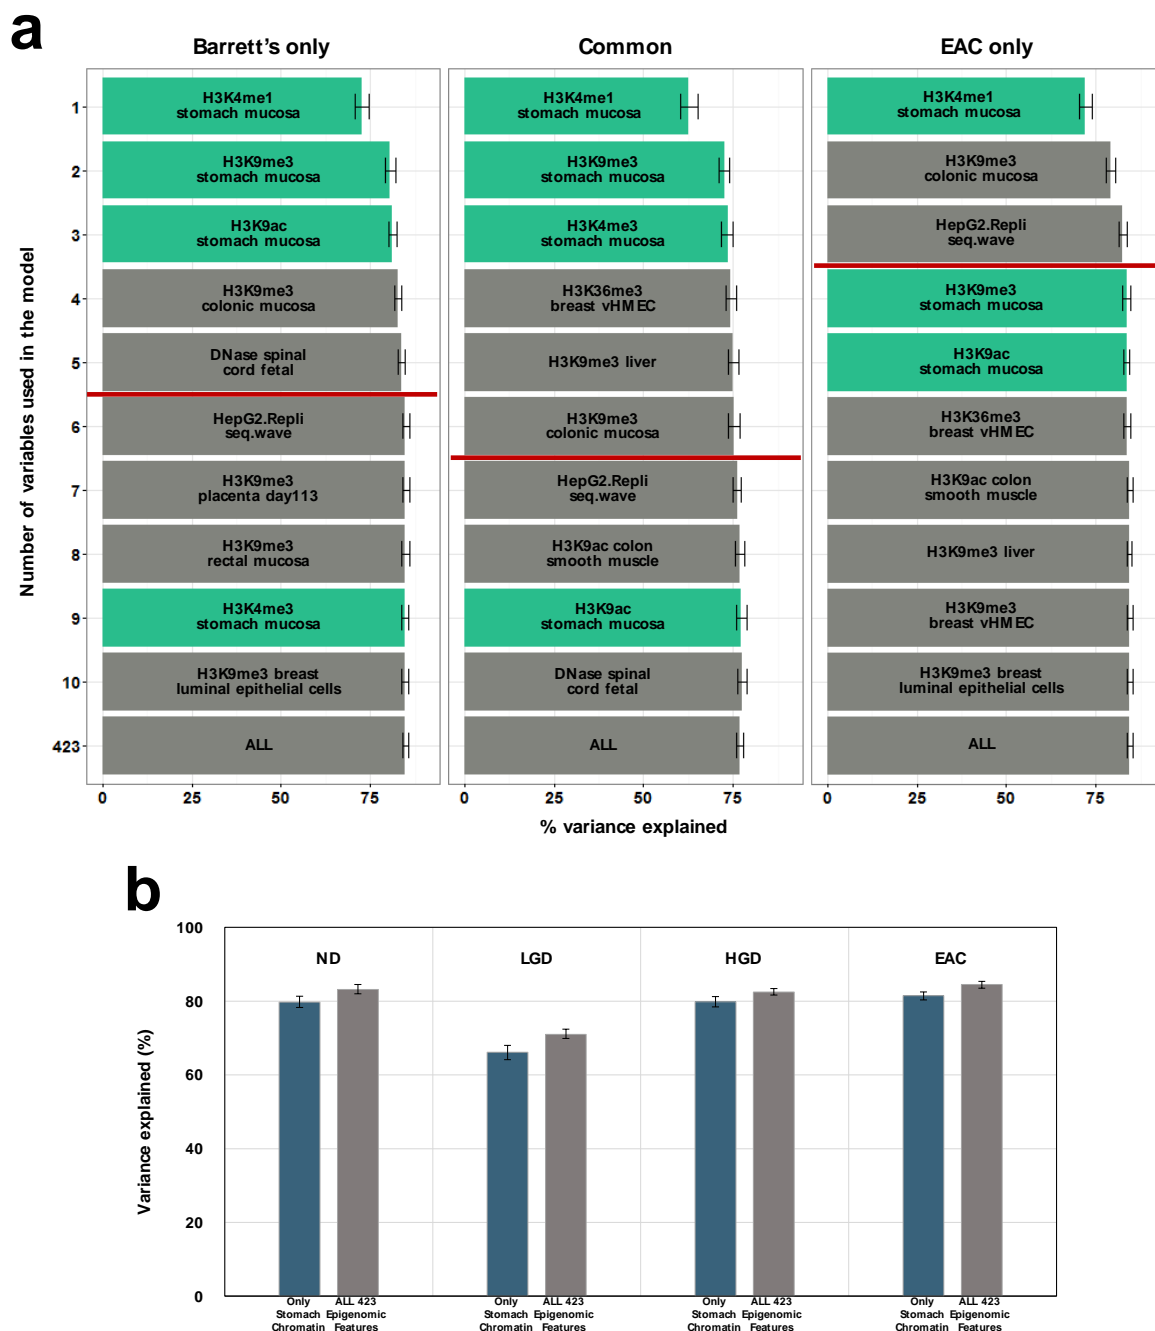 a
Barrett's only
Common
EAC only
Number of variables used in the model
1
2
3
4
5
6
7
8
9
10
423
H3K4me1
stomach mucosa
H3K9me3
stomach mucosa
H3K9ac
stomach mucosa
H3K9me3
colonic mucosa
DNase spinal
cord fetal
HepG2.Repli
seq.wave
H3K9me3
placenta day113
H3K9me3
rectal mucosa
H3K4me3
stomach mucosa
H3K9me3 breast
luminal epithelial cells
ALL
0 25 50 75
H3K4me1
stomach mucosa
H3K9me3
stomach mucosa
H3K4me3
stomach mucosa
H3K36me3
breast vHMEC
H3K9me3 liver
H3K9me3
colonic mucosa
HepG2.Repli
seq.wave
H3K9ac colon
smooth muscle
H3K9ac
stomach mucosa
DNase spinal
cord fetal
ALL
0 25 50 75
H3K4me1
stomach mucosa
H3K9me3
colonic mucosa
HepG2.Repli
seq.wave
H3K9me3
stomach mucosa
H3K9ac
stomach mucosa
H3K36me3
breast vHMEC
H3K9ac colon
smooth muscle
H3K9me3 liver
H3K9me3
breast vHMEC
H3K9me3 breast
luminal epithelial cells
ALL
0 25 50 75
% variance explained
b
Variance explained (%)
100
80
60
40
20
0
ND
LGD
HGD
EAC
Only
Stomach
Chromatin
ALL 423
Epigenomic
Features
Only
Stomach
Chromatin
ALL 423
Epigenomic
Features
Only
Stomach
Chromatin
ALL 423
Epigenomic
Features
Only
Stomach
Chromatin
ALL 423
Epigenomic
Features